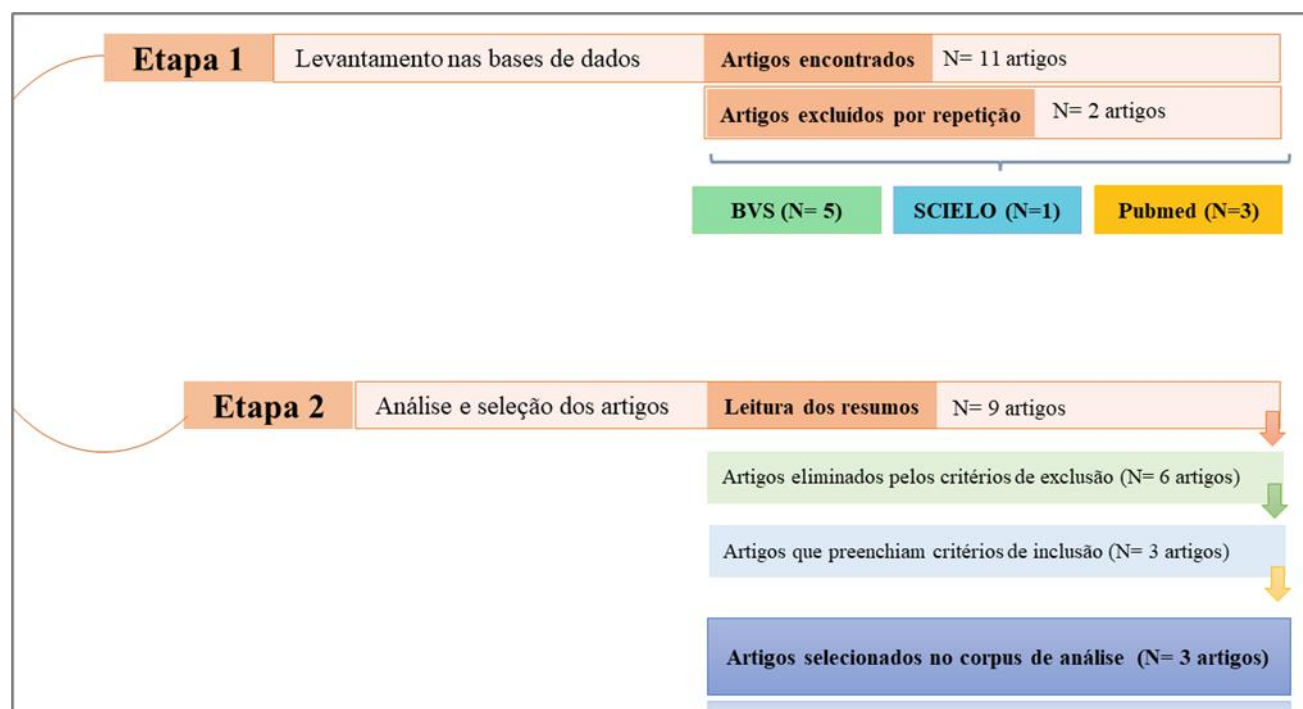 Etapa 1 Levantamento nas bases de dados Artigos encontrados N= 11 artigos
Artigos excluídos por repetição N= 2 artigos
BVS (N= 5) SCIELO (N=1) Pubmed (N=3)
Etapa 2 Análise e seleção dos artigos Leitura dos resumos N= 9 artigos
Artigos eliminados pelos critérios de exclusão (N= 6 artigos)
Artigos que preenchiam critérios de inclusão (N= 3 artigos)
Artigos selecionados no corpus de análise (N= 3 artigos)